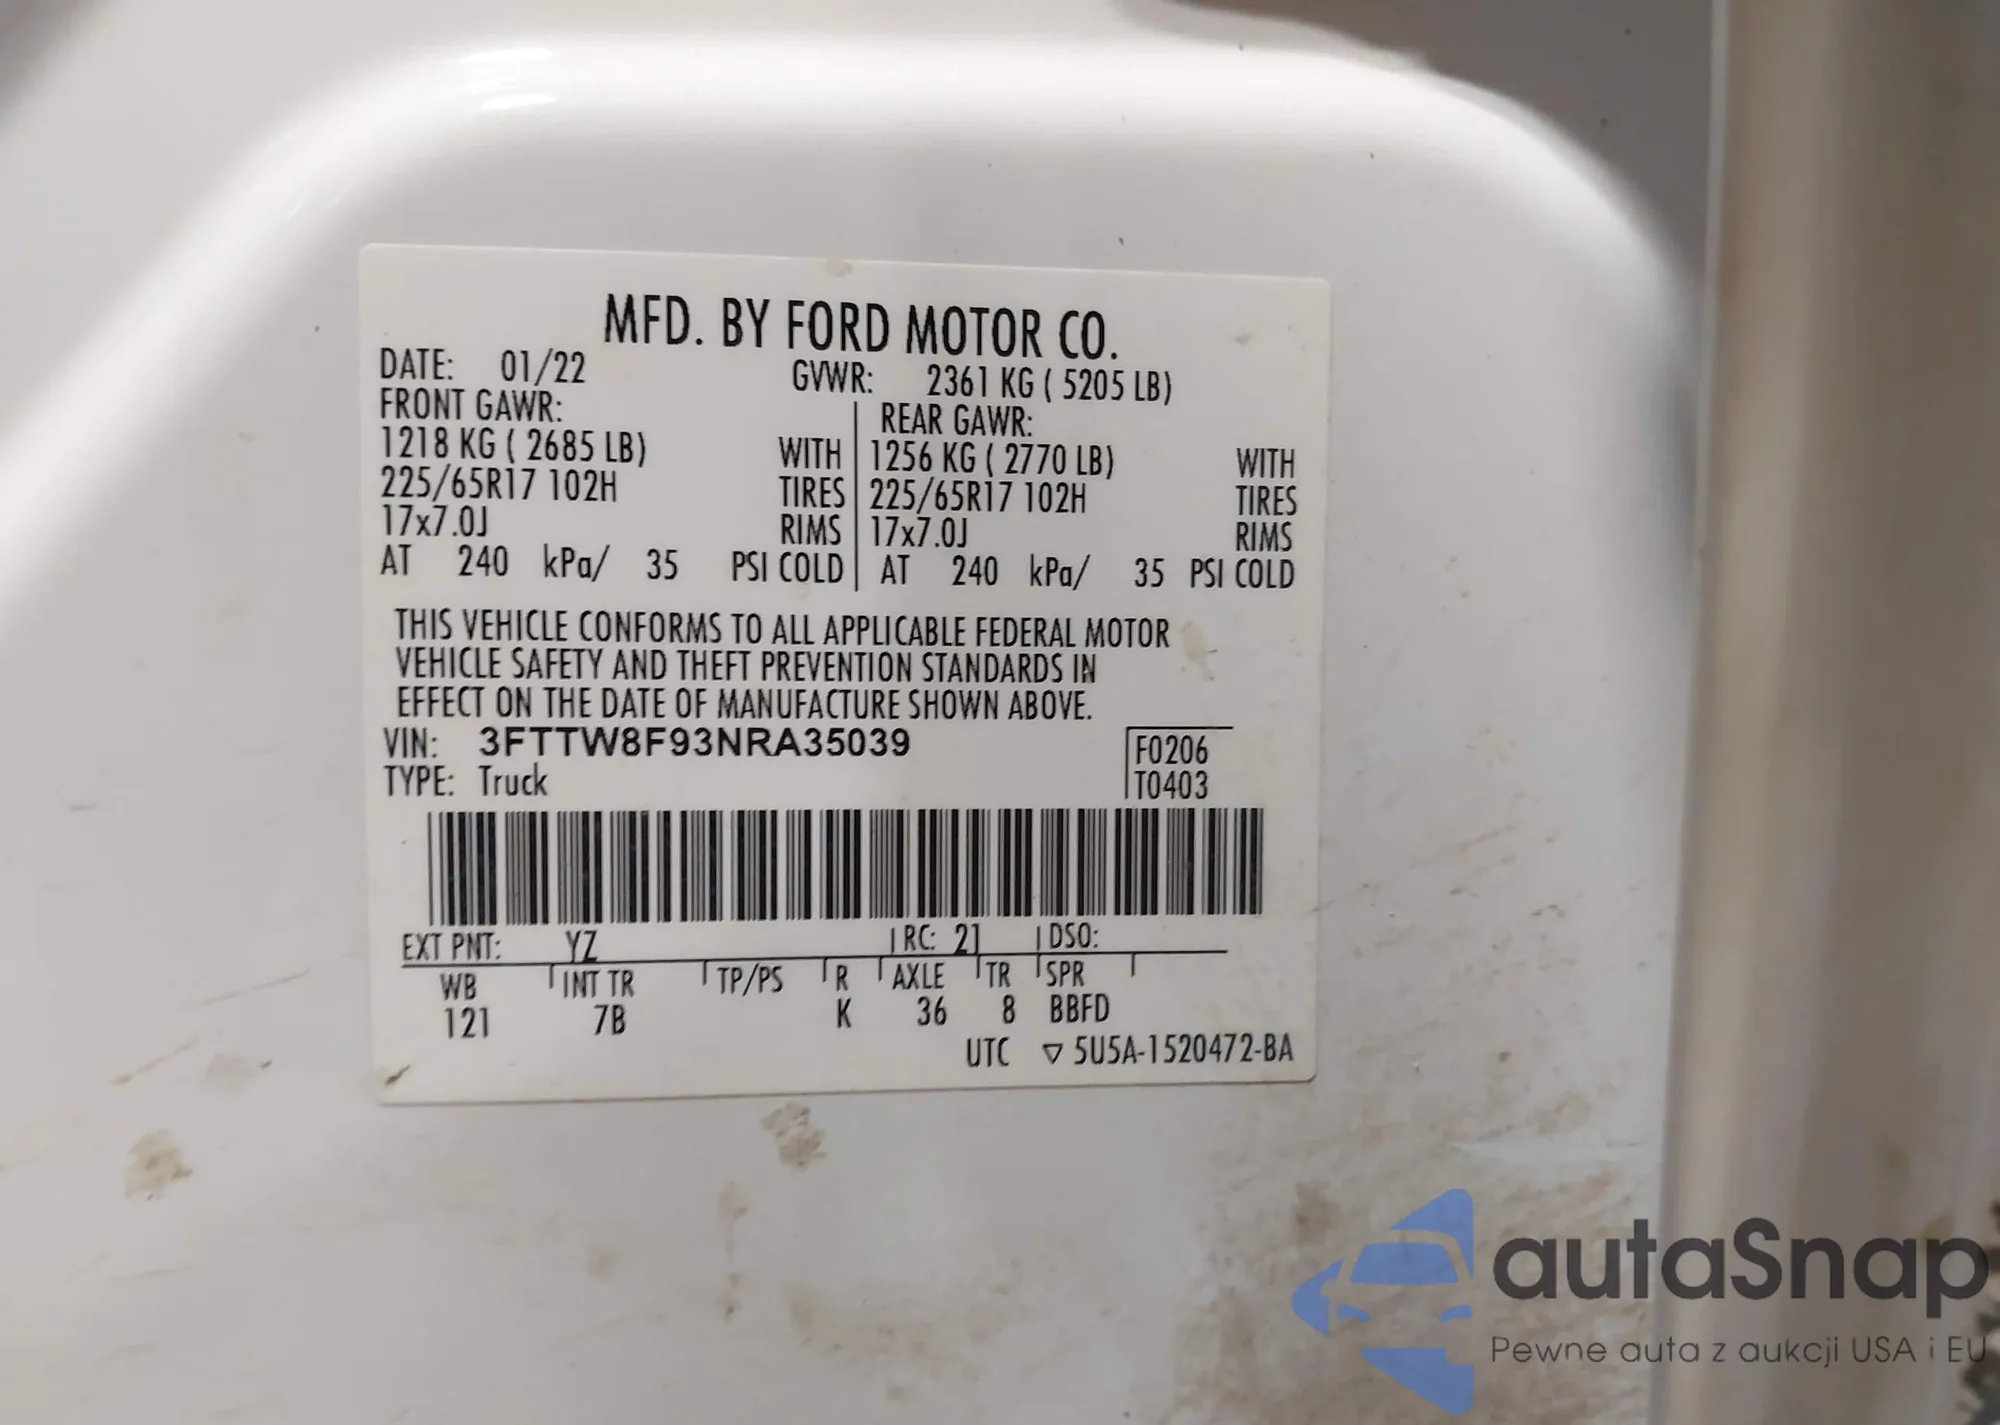 MFD. BY FORD MOTOR CO.
DATE: 01/22 GVWR: 2361 KG ( 5205 LB)
FRONT GAWR: REAR GAWR:
1218 KG ( 2685 LB) WITH 1256 KG ( 2770 LB) WITH
225/65R17 102H TIRES 225/65R17 102H TIRES
17x7.0J RIMS 17x7.0J RIMS
AT 240 kPa/ 35 PSI COLD AT 240 kPa/ 35 PSI COLD
THIS VEHICLE CONFORMS TO ALL APPLICABLE FEDERAL MOTOR
VEHICLE SAFETY AND THEFT PREVENTION STANDARDS IN
EFFECT ON THE DATE OF MANUFACTURE SHOWN ABOVE.
VIN: 3FTTW8F93NRA35039 F0206
TYPE: Truck T0403
EXT PNT: YZ RC: 21 DSO:
WB INT TR TP/PS R AXLE TR SPR
121 7B K 36 8 BBFD
UTC ▽ 5U5A-1520472-BA
autaSnap
Pewne auta z aukcji USA i EU